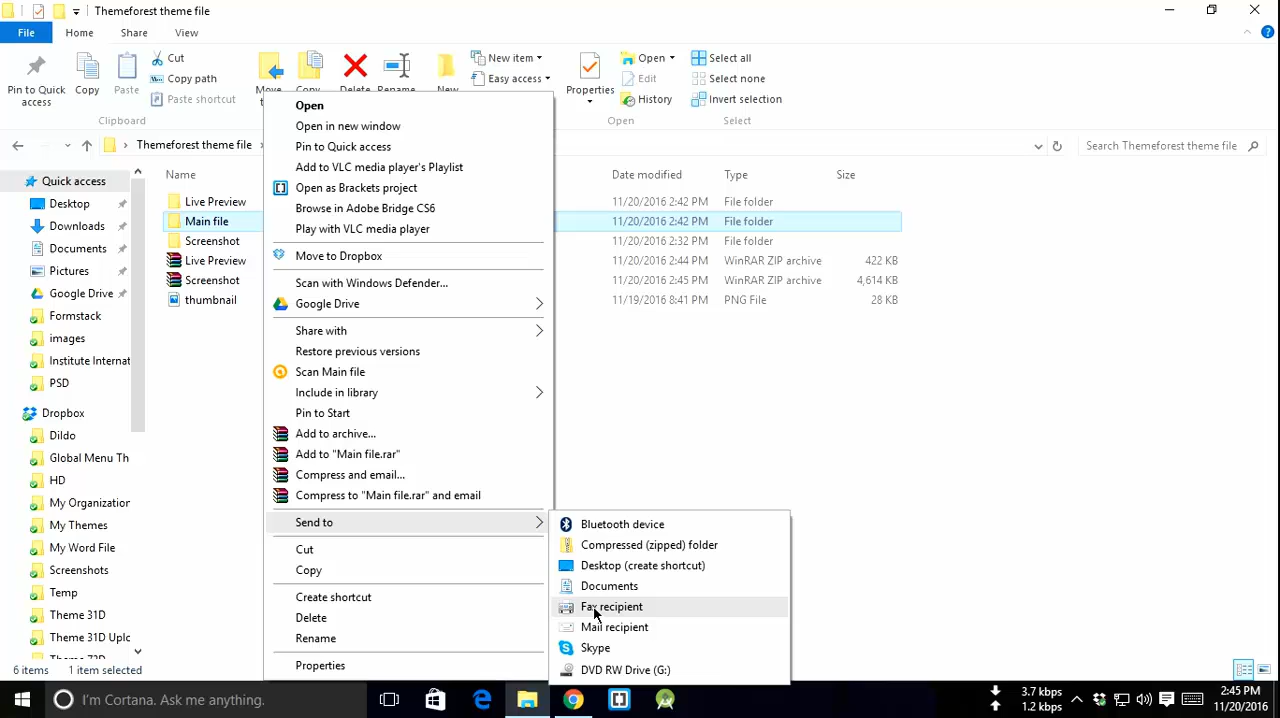 Themeforest theme file
File Home Share View
Pin to Quick access
Copy
Paste
Cut
Copy path
Paste shortcut
Clipboard
Copy
Delete Rename
New
New item
Easy access
Properties
Open
Edit
History
Open
Select all
Select none
Invert selection
Select
Themeforest theme file
Search Themeforest theme file
Quick access
Desktop
Downloads
Documents
Pictures
Google Drive
Formstack
images
Institute Internat
PSD
Dropbox
Dildo
Global Menu Th
HD
My Organization
My Themes
My Word File
Screenshots
Temp
Theme 31D
Theme 31D Uplo
Name Date modified Type Size
Live Preview 11/20/2016 2:42 PM File folder
Main file 11/20/2016 2:42 PM File folder
Screenshot 11/20/2016 2:32 PM File folder
Live Preview 11/20/2016 2:44 PM WinRAR ZIP archive 422 KB
Screenshot 11/20/2016 2:45 PM WinRAR ZIP archive 4,614 KB
thumbnail 11/19/2016 8:41 PM PNG File 28 KB
Open
Open in new window
Pin to Quick access
Add to VLC media player's Playlist
Open as Brackets project
Browse in Adobe Bridge CS6
Play with VLC media player
Move to Dropbox
Scan with Windows Defender...
Google Drive
Share with
Restore previous versions
Scan Main file
Include in library
Pin to Start
Add to archive...
Add to "Main file.rar"
Compress and email...
Compress to "Main file.rar" and email
Send to
Cut
Copy
Create shortcut
Delete
Rename
Properties
Bluetooth device
Compressed (zipped) folder
Desktop (create shortcut)
Documents
Fax recipient
Mail recipient
Skype
DVD RW Drive (G:)
6 items 1 item selected
I'm Cortana. Ask me anything.
3.7 kbps
1.2 kbps
2:45 PM
11/20/2016